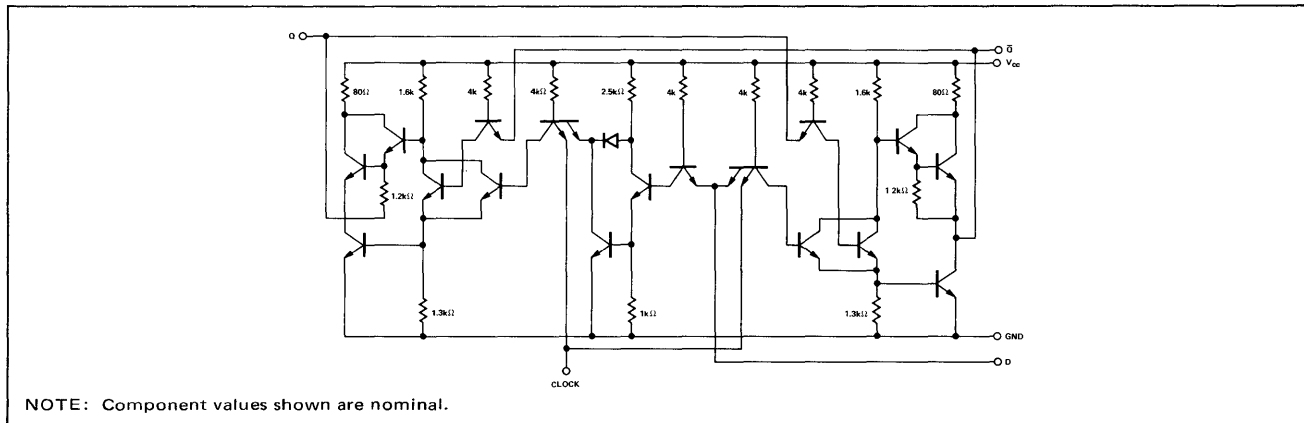 Q
Q̄
Vcc
80Ω 1.6k 4k 4kΩ 2.5kΩ 4k 4k 4k 1.6k 80Ω
1.2kΩ 1 2kΩ
1.3kΩ 1kΩ 1.3kΩ
GND
D
CLOCK
NOTE: Component values shown are nominal.